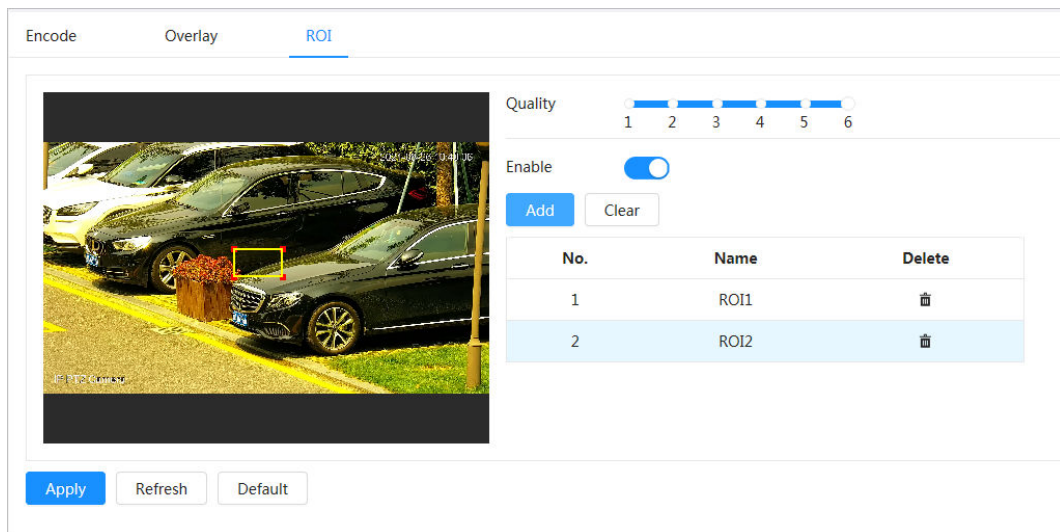 Encode Overlay ROI
Quality
1 2 3 4 5 6
Enable
Add Clear
No. Name Delete
1 ROI1
2 ROI2
Camera
Apply Refresh Default